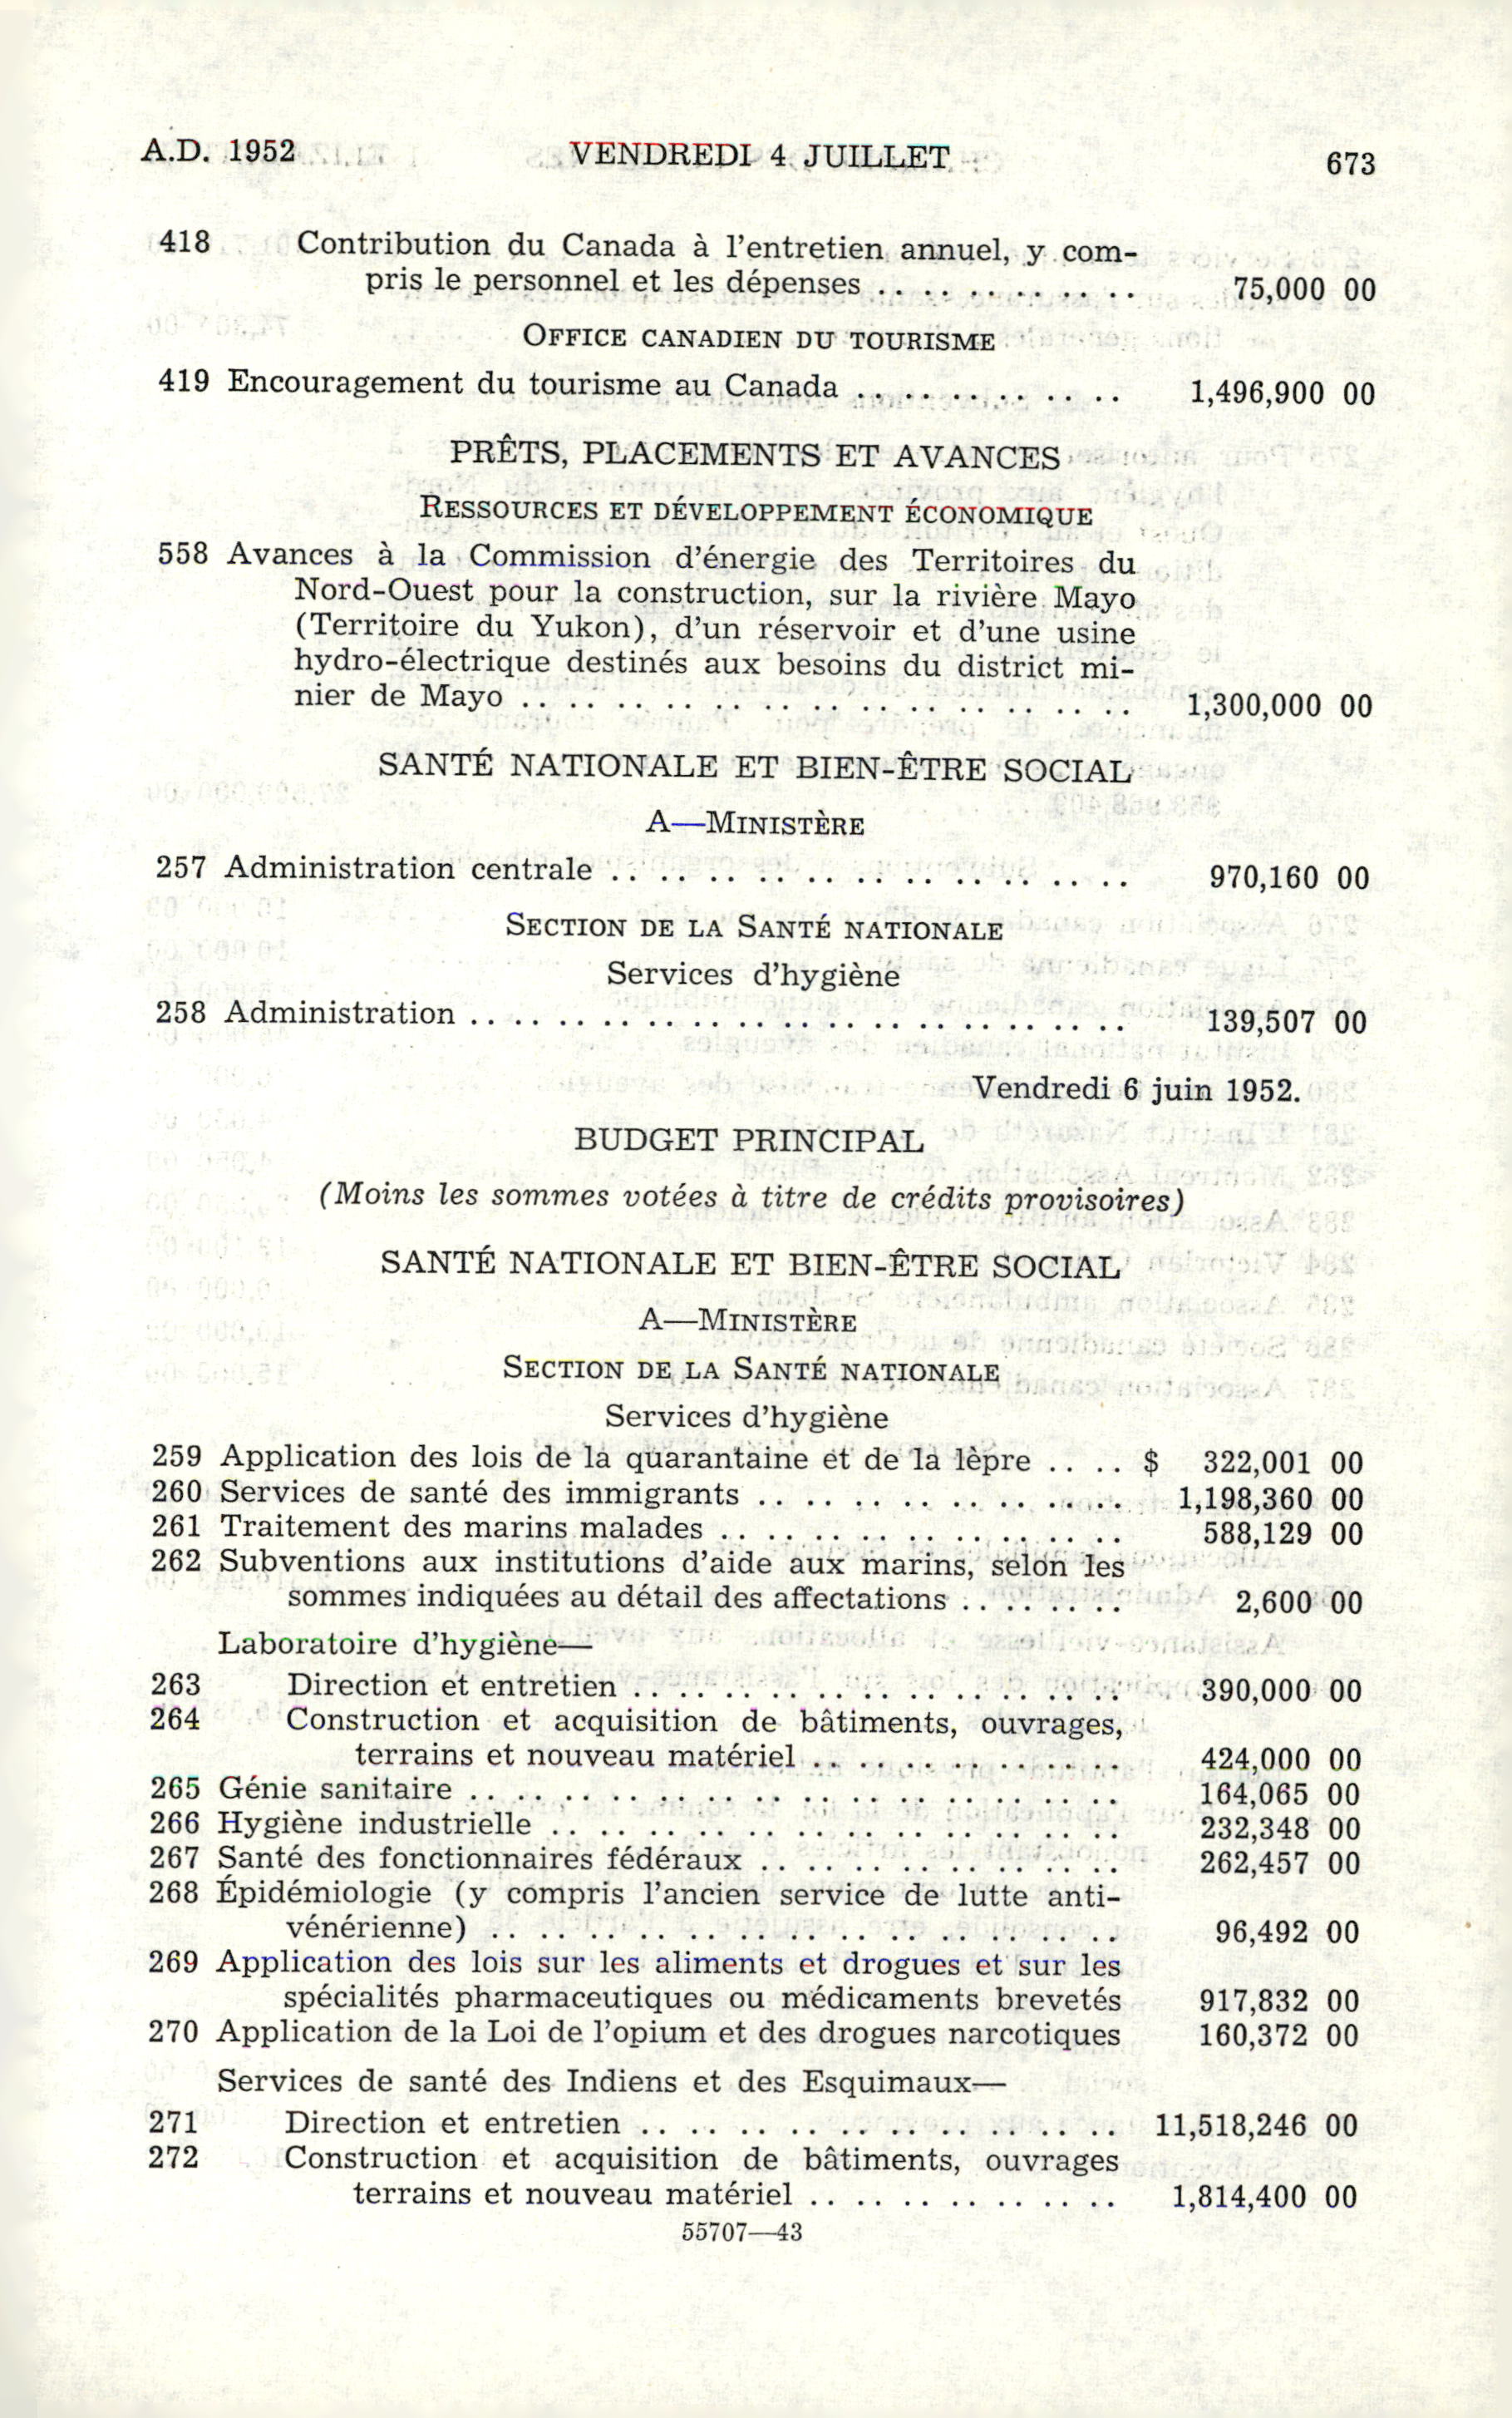 A.D. 1952 VENDREDI 4 JUILLET 673
418 Contribution du Canada à l'entretien annuel, y com-
pris le personnel et les dépenses .. .. .. .. .. .. 75,000 00
OFFICE CANADIEN DU TOURISME
419 Encouragement du tourisme au Canada .. .. .. .. .. .. 1,496,900 00
PRÊTS, PLACEMENTS ET AVANCES
RESSOURCES ET DÉVELOPPEMENT ÉCONOMIQUE
558 Avances à la Commission d'énergie des Territoires du
Nord-Ouest pour la construction, sur la rivière Mayo
(Territoire du Yukon), d'un réservoir et d'une usine
hydro-électrique destinés aux besoins du district mi-
nier de Mayo .. .. .. .. .. .. .. .. .. .. .. .. .. 1,300,000 00
SANTÉ NATIONALE ET BIEN-ÊTRE SOCIAL
A—MINISTÈRE
257 Administration centrale .. .. .. .. .. .. .. .. .. .. .. 970,160 00
SECTION DE LA SANTÉ NATIONALE
Services d'hygiène
258 Administration .. .. .. .. .. .. .. .. .. .. .. .. .. .. .. 139,507 00
Vendredi 6 juin 1952.
BUDGET PRINCIPAL
(Moins les sommes votées à titre de crédits provisoires)
SANTÉ NATIONALE ET BIEN-ÊTRE SOCIAL
A—MINISTÈRE
SECTION DE LA SANTÉ NATIONALE
Services d'hygiène
259 Application des lois de la quarantaine et de la lèpre .. .. $ 322,001 00
260 Services de santé des immigrants .. .. .. .. .. .. .. .. 1,198,360 00
261 Traitement des marins malades .. .. .. .. .. .. .. .. .. 588,129 00
262 Subventions aux institutions d'aide aux marins, selon les
sommes indiquées au détail des affectations .. .. .. .. 2,600 00
Laboratoire d'hygiène—
263 Direction et entretien .. .. .. .. .. .. .. .. .. .. .. 390,000 00
264 Construction et acquisition de bâtiments, ouvrages,
terrains et nouveau matériel .. .. .. .. .. .. .. 424,000 00
265 Génie sanitaire .. .. .. .. .. .. .. .. .. .. .. .. .. .. 164,065 00
266 Hygiène industrielle .. .. .. .. .. .. .. .. .. .. .. .. 232,348 00
267 Santé des fonctionnaires fédéraux .. .. .. .. .. .. .. .. 262,457 00
268 Épidémiologie (y compris l'ancien service de lutte anti-
vénérienne) .. .. .. .. .. .. .. .. .. .. .. .. .. 96,492 00
269 Application des lois sur les aliments et drogues et sur les
spécialités pharmaceutiques ou médicaments brevetés 917,832 00
270 Application de la Loi de l'opium et des drogues narcotiques 160,372 00
Services de santé des Indiens et des Esquimaux—
271 Direction et entretien .. .. .. .. .. .. .. .. .. .. 11,518,246 00
272 Construction et acquisition de bâtiments, ouvrages
terrains et nouveau matériel .. .. .. .. .. .. .. 1,814,400 00
55707—43